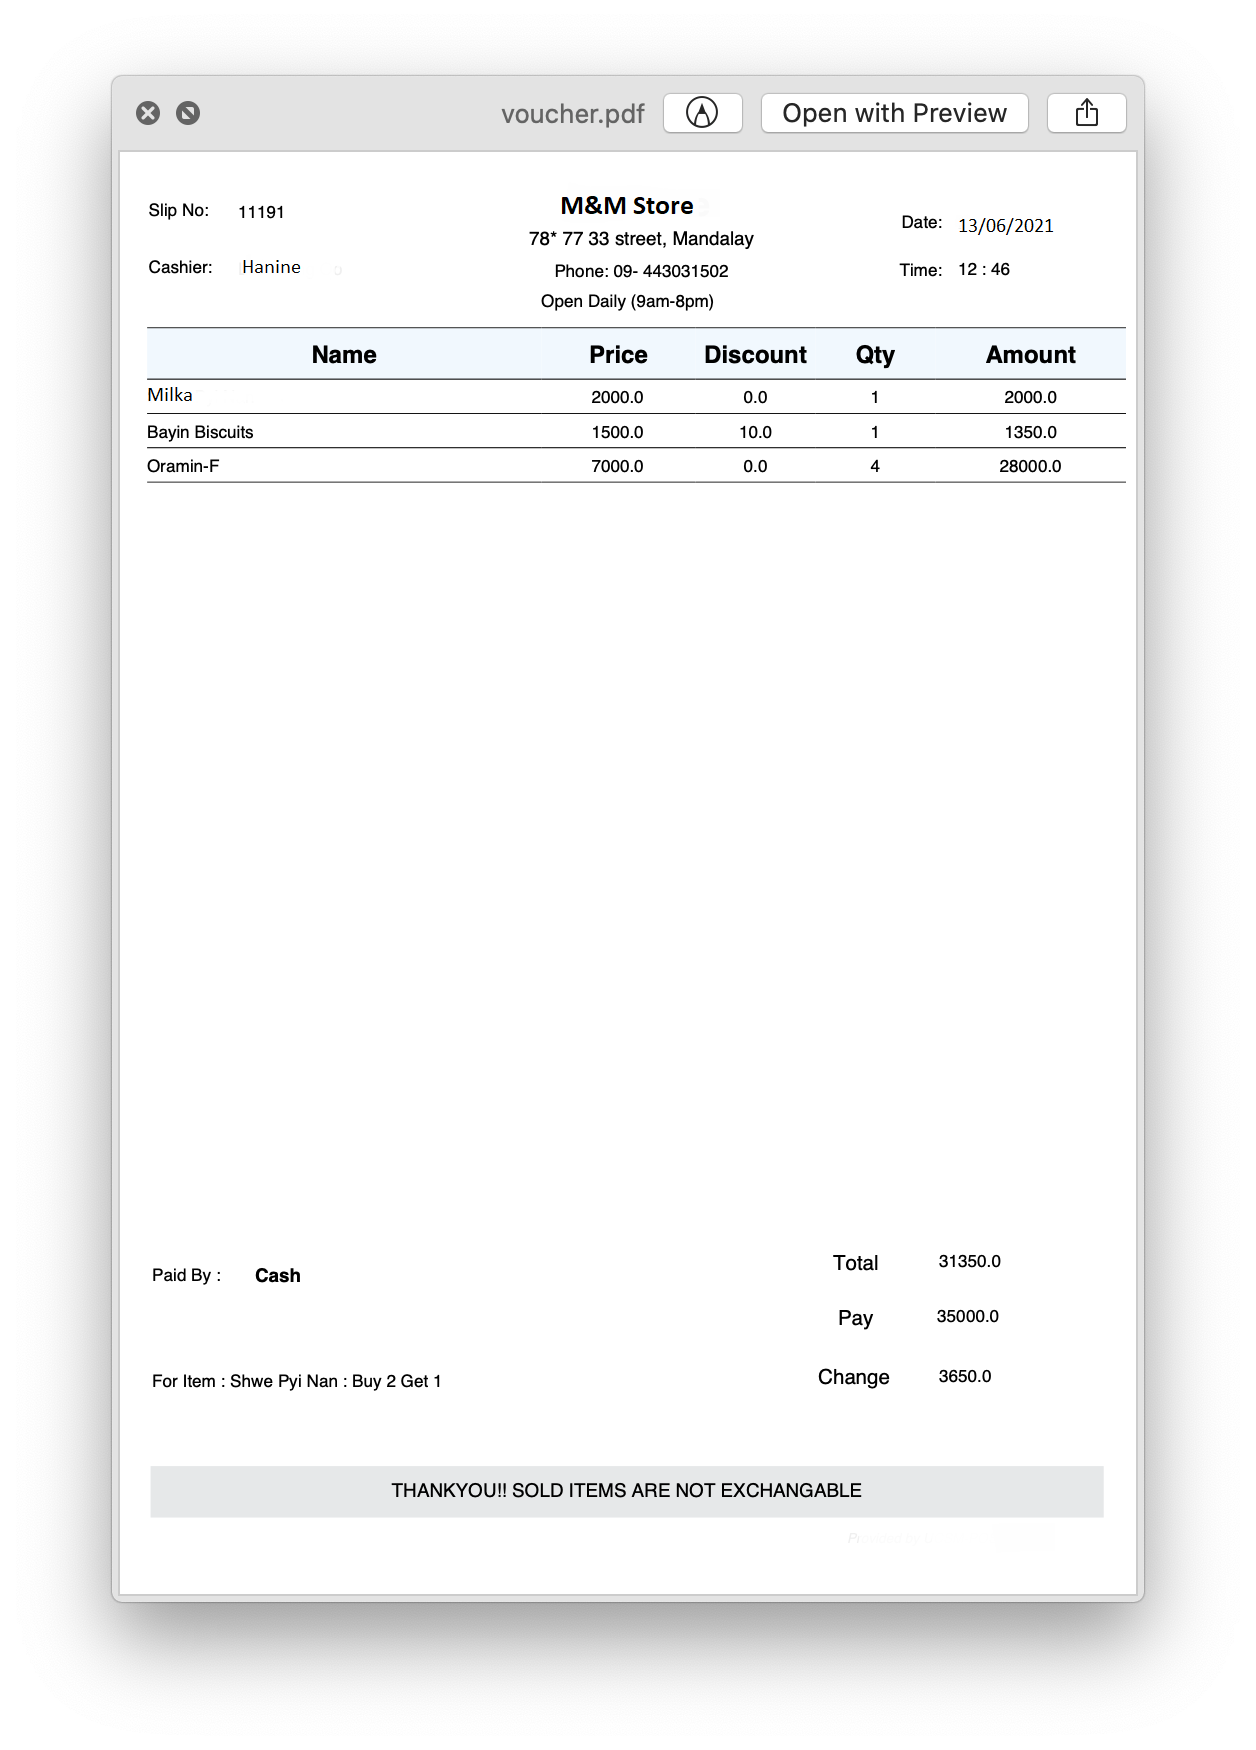 voucher.pdf Open with Preview
Slip No: 11191
M&M Store
78* 77 33 street, Mandalay
Date: 13/06/2021
Cashier: Hanine
Phone: 09- 443031502
Time: 12 : 46
Open Daily (9am-8pm)
Name Price Discount Qty Amount
Milka 2000.0 0.0 1 2000.0
Bayin Biscuits 1500.0 10.0 1 1350.0
Oramin-F 7000.0 0.0 4 28000.0
Total 31350.0
Paid By : Cash
Pay 35000.0
Change 3650.0
For Item : Shwe Pyi Nan : Buy 2 Get 1
THANKYOU!! SOLD ITEMS ARE NOT EXCHANGABLE